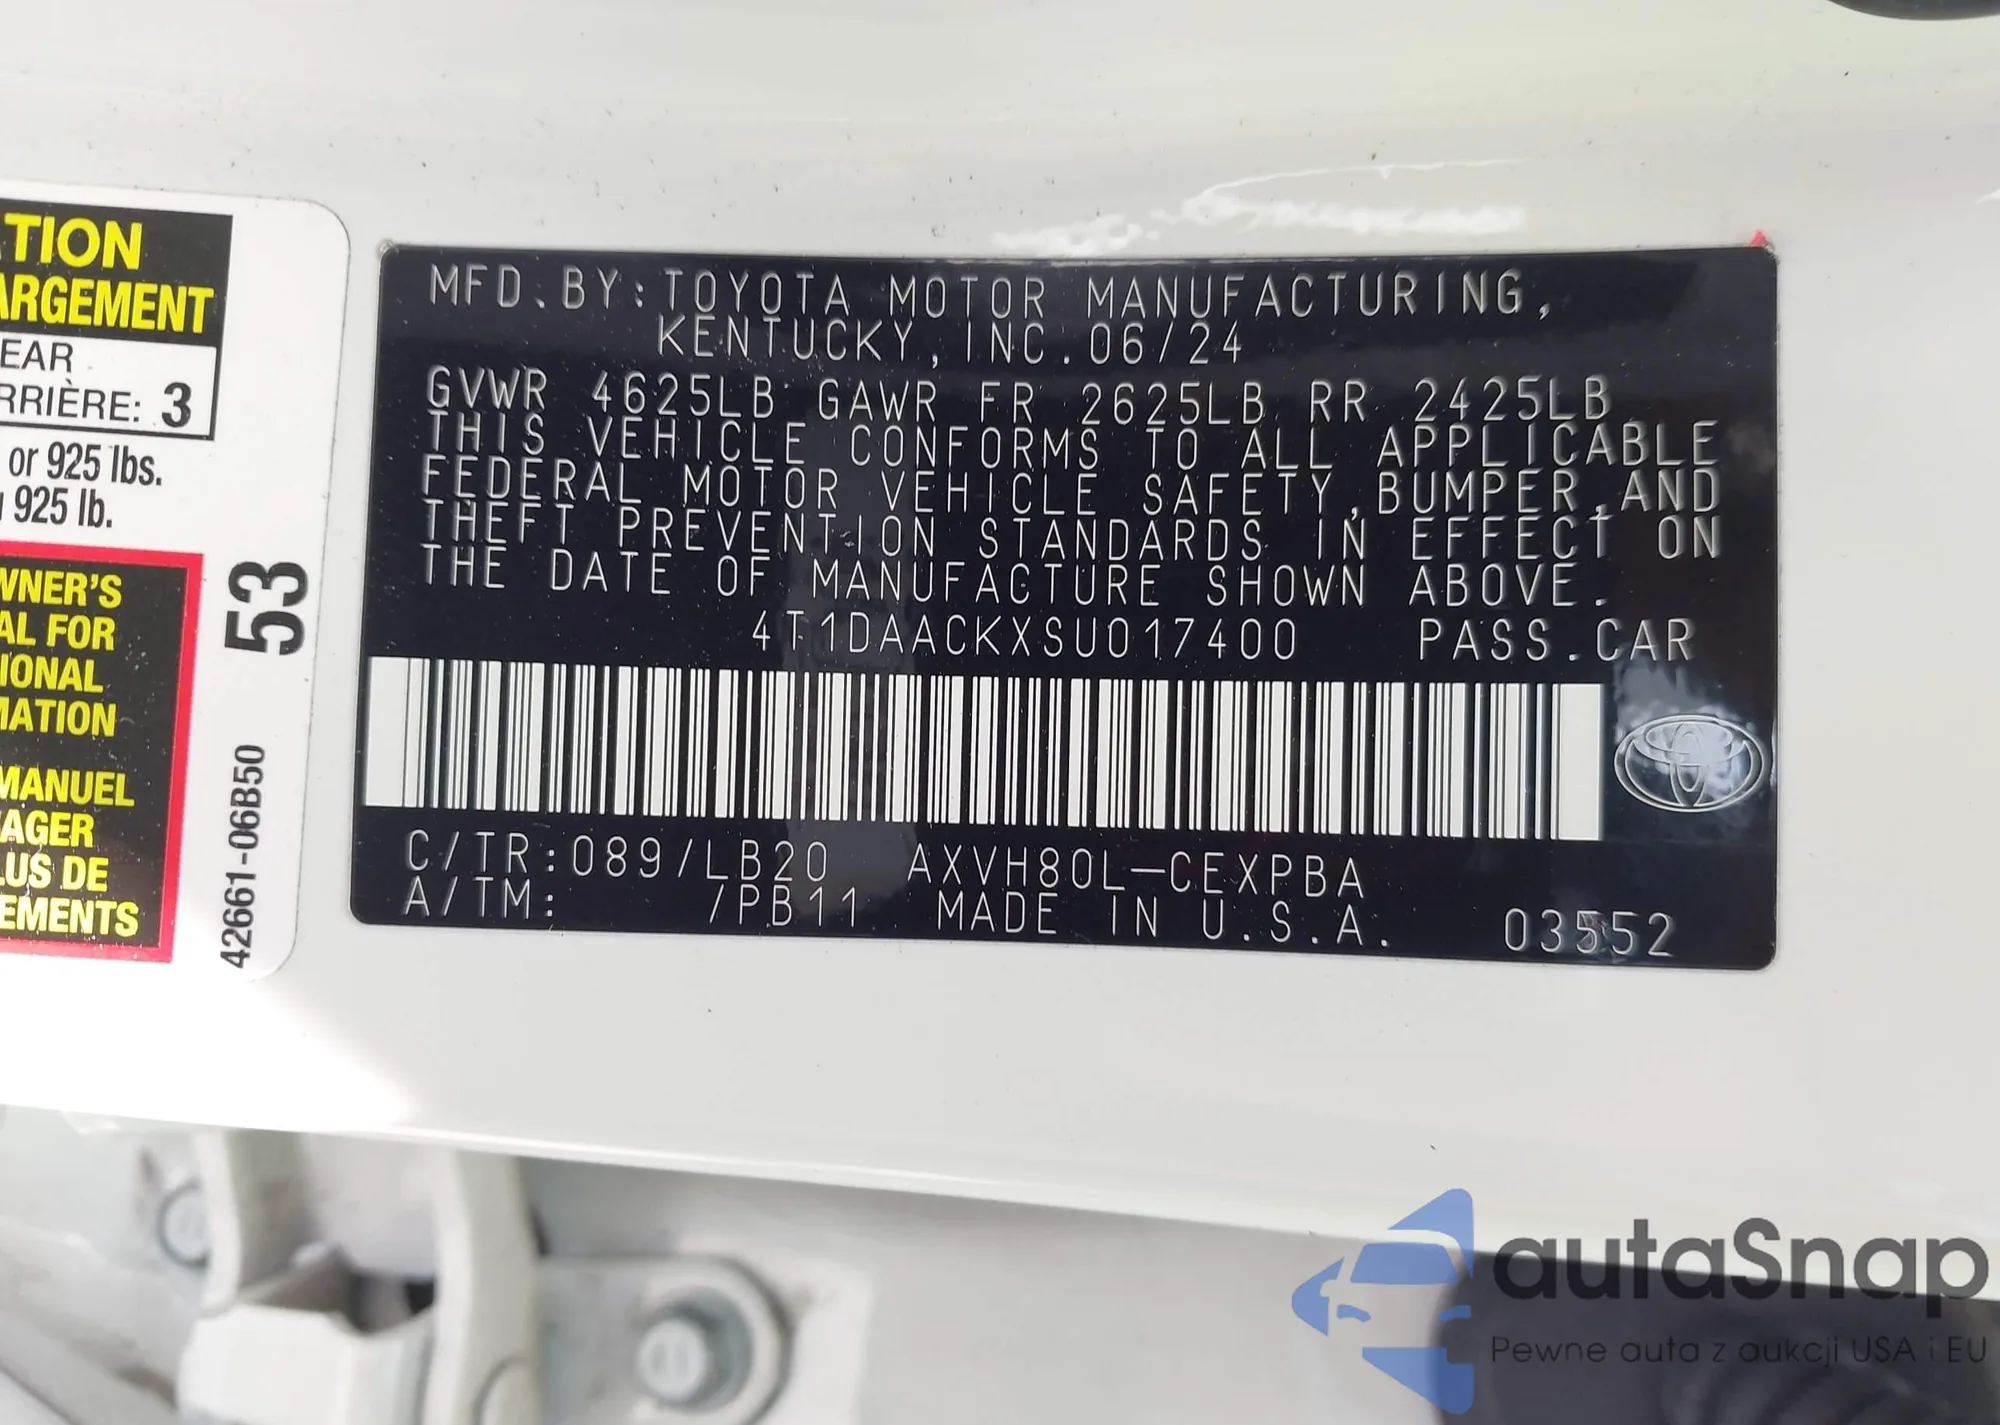 TION
ARGEMENT
EAR
RRIÈRE: 3
or 925 lbs.
925 lb.
WNER'S
AL FOR
IONAL
MATION
MANUEL
AGER
LUS DE
EMENTS
53
42661-06B50
MFD.BY:TOYOTA MOTOR MANUFACTURING,
KENTUCKY, INC.06/24
GVWR 4625LB GAWR FR 2625LB RR 2425LB
THIS VEHICLE CONFORMS TO ALL APPLICABLE
FEDERAL MOTOR VEHICLE SAFETY,BUMPER,AND
THEFT PREVENTION STANDARDS IN EFFECT ON
THE DATE OF MANUFACTURE SHOWN ABOVE.
4T1DAACKXSU017400 PASS.CAR
C/TR:089/LB20 AXVH80L-CEXPBA
A/TM: /PB11 MADE IN U.S.A. 03552
autaSnap
Pewne auta z aukcji USA i EU